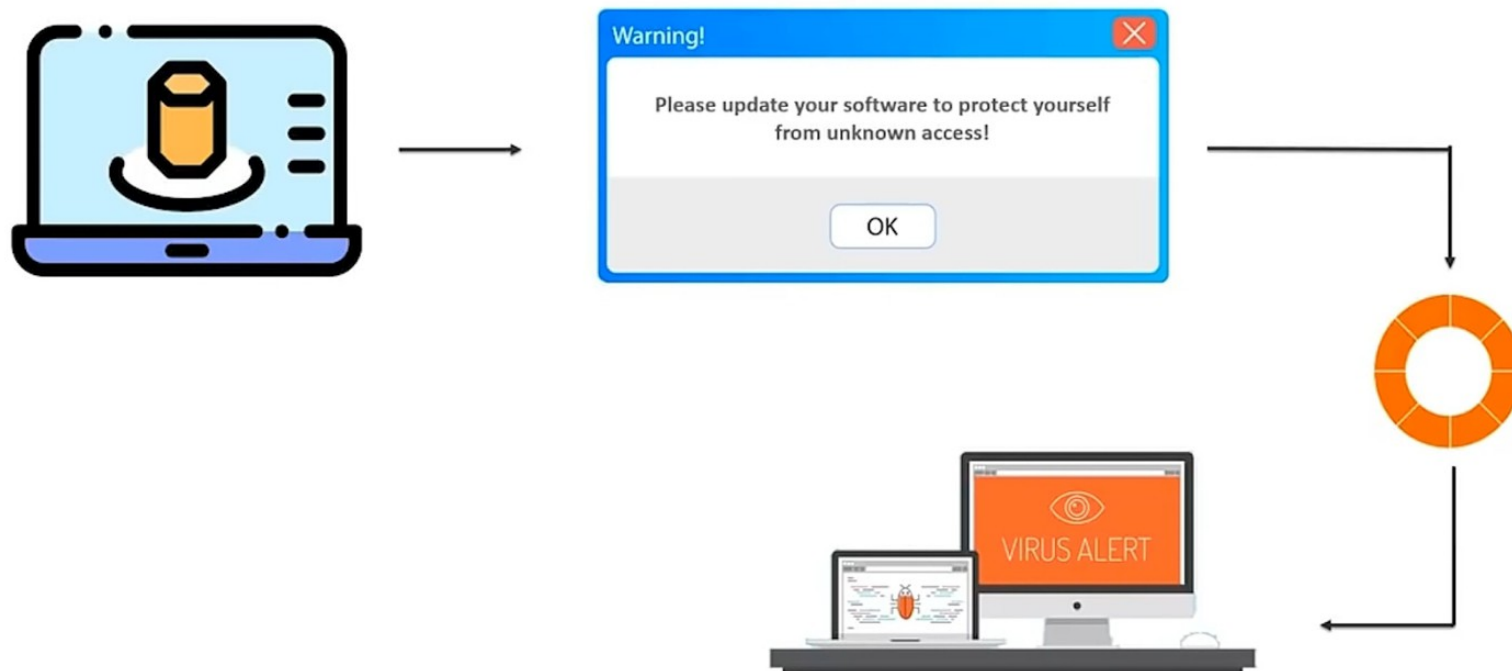 Warning!
Please update your software to protect yourself
from unknown access!
OK
VIRUS ALERT